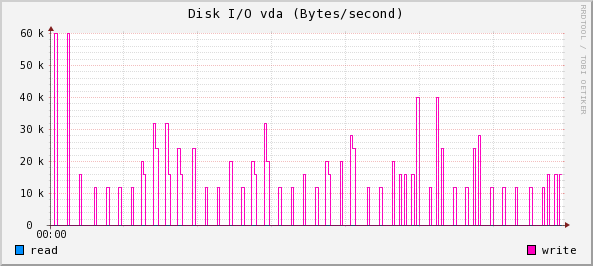 Disk I/O vda (Bytes/second)
RRDTOOL / TOBI OETIKER
60 k
50 k
40 k
30 k
20 k
10 k
0
00:00
read
write